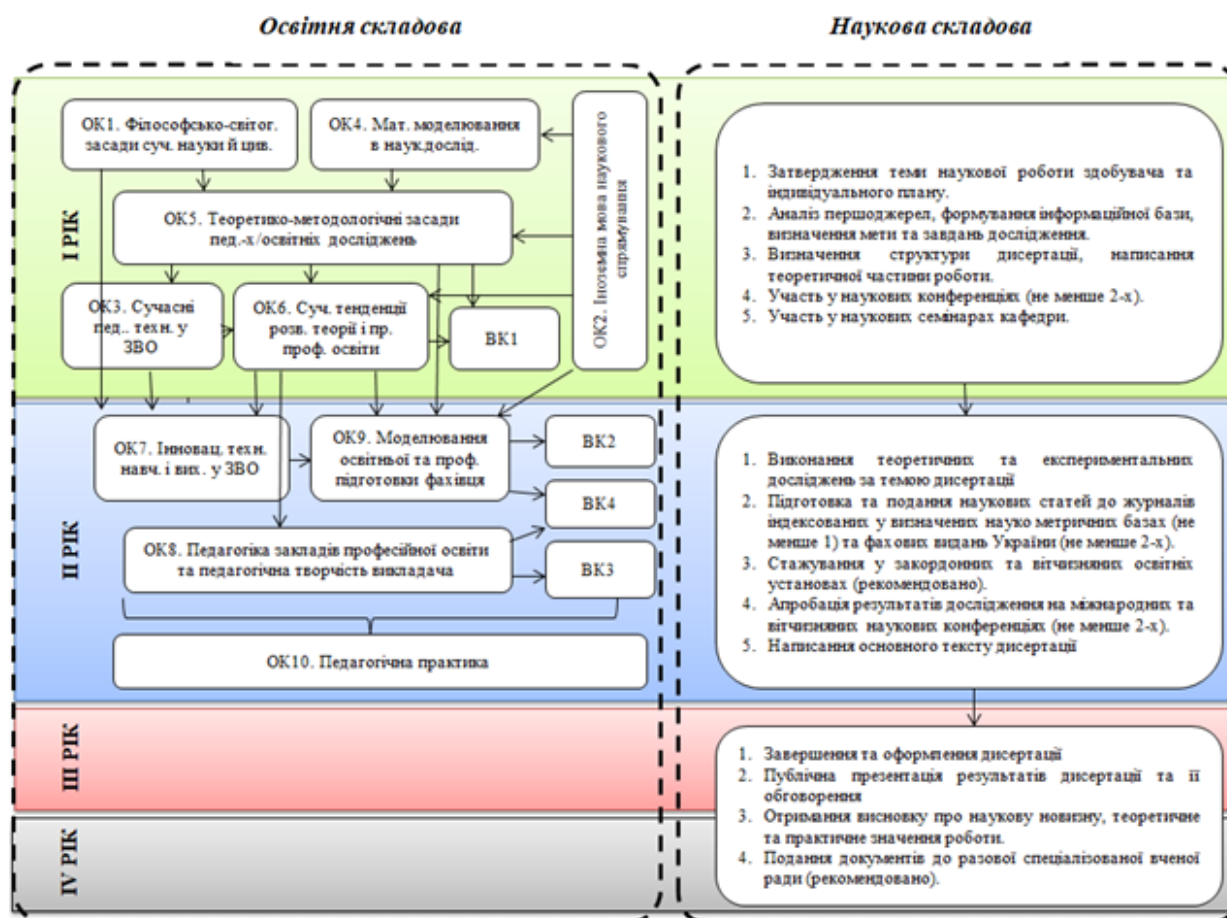 Освітня складова
Наукова складова
І РІК
ОК1. Філософсько-світог.
засади суч. науки й цив.
ОК4. Мат. моделювання
в наук.дослід.
ОК2. Іноземна мова наукового
спрямування
ОК5. Теоретико-методологічні засади
пед.-х/освітніх досліджень
ОК3. Сучасні
пед.. техн. у
ЗВО
ОК6. Суч. тенденції
розв. теорії і пр.
проф. освіти
ВК1
1. Затвердження теми наукової роботи здобувача та
індивідуального плану.
2. Аналіз першоджерел, формування інформаційної бази,
визначення мети та завдань дослідження.
3. Визначення структури дисертації, написання
теоретичної частини роботи.
4. Участь у наукових конференціях (не менше 2-х).
5. Участь у наукових семінарах кафедри.
ІІ РІК
ОК7. Інновац. техн.
навч. і вих. у ЗВО
ОК9. Моделювання
освітньої та проф.
підготовки фахівця
ВК2
ВК4
ОК8. Педагогіка закладів професійної освіти
та педагогічна творчість викладача
ВК3
ОК10. Педагогічна практика
1. Виконання теоретичних та експериментальних
досліджень за темою дисертації
2. Підготовка та подання наукових статей до журналів
індексованих у визначених науко метричних базах (не
менше 1) та фахових видань України (не менше 2-х).
3. Стажування у закордонних та вітчизняних освітніх
установах (рекомендовано).
4. Апробація результатів дослідження на міжнародних та
вітчизняних наукових конференціях (не менше 2-х).
5. Написання основного тексту дисертації
ІІІ РІК
IV РІК
1. Завершення та оформлення дисертації
2. Публічна презентація результатів дисертації та її
обговорення
3. Отримання висновку про наукову новизну, теоретичне
та практичне значення роботи.
4. Подання документів до разової спеціалізованої вченої
ради (рекомендовано).